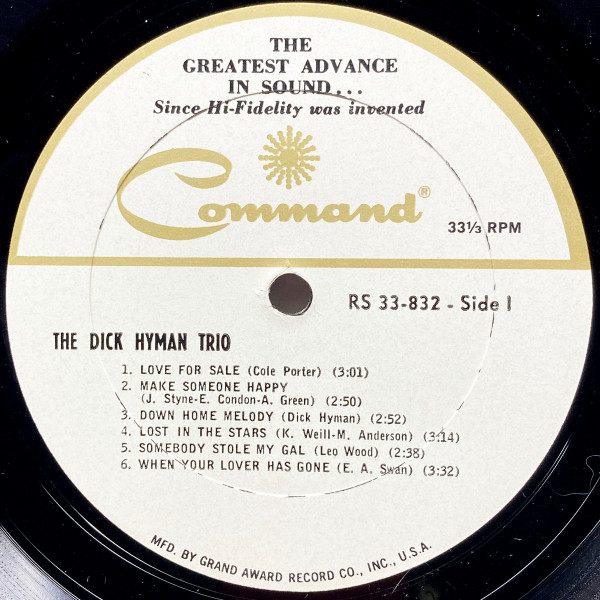 THE
GREATEST ADVANCE
IN SOUND...
Since Hi-Fidelity was invented
Command®
33⅓ RPM
RS 33-832 - Side I
THE DICK HYMAN TRIO
1. LOVE FOR SALE (Cole Porter) (3:01)
2. MAKE SOMEONE HAPPY
(J. Styne-E. Condon-A. Green) (2:50)
3. DOWN HOME MELODY (Dick Hyman) (2:52)
4. LOST IN THE STARS (K. Weill-M. Anderson) (3:14)
5. SOMEBODY STOLE MY GAL (Leo Wood) (2:38)
6. WHEN YOUR LOVER HAS GONE (E. A. Swan) (3:32)
MFD. BY GRAND AWARD RECORD CO., INC., U.S.A.